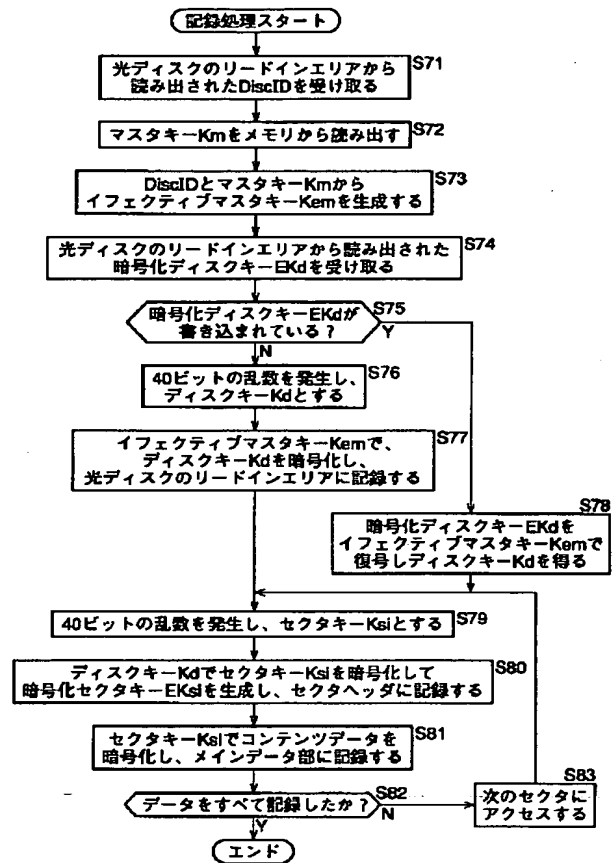 記録処理スタート
S71
光ディスクのリードインエリアから
読み出されたDiscIDを受け取る
S72
マスタキーKmをメモリから読み出す
S73
DiscIDとマスタキーKmから
イフェクティブマスタキーKemを生成する
S74
光ディスクのリードインエリアから読み出された
暗号化ディスクキーEKdを受け取る
S75
暗号化ディスクキーEKdが
書き込まれている？
Y
N
S76
40ビットの乱数を発生し、
ディスクキーKdとする
S77
イフェクティブマスタキーKemで、
ディスクキーKdを暗号化し、
光ディスクのリードインエリアに記録する
S78
暗号化ディスクキーEKdを
イフェクティブマスタキーKemで
復号しディスクキーKdを得る
S79
40ビットの乱数を発生し、セクタキーKsiとする
S80
ディスクキーKdでセクタキーKsiを暗号化して
暗号化セクタキーEKsiを生成し、セクタヘッダに記録する
S81
セクタキーKsiでコンテンツデータを
暗号化し、メインデータ部に記録する
S82
データをすべて記録したか？
N
Y
S83
次のセクタに
アクセスする
エンド